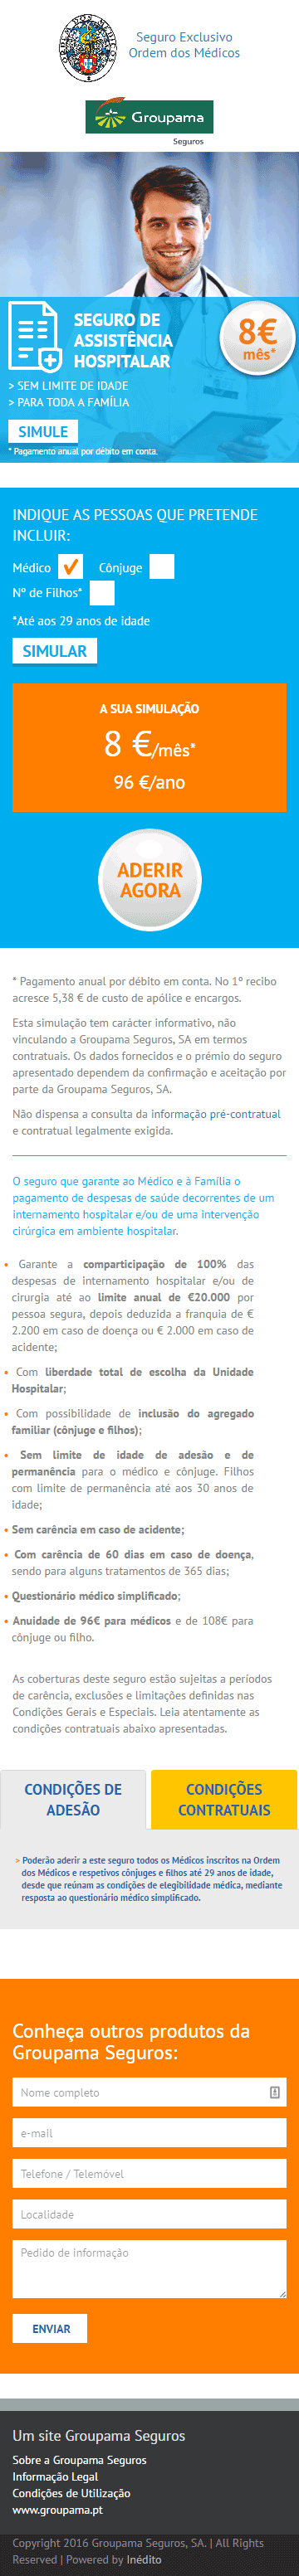 Seguro Exclusivo
Ordem dos Médicos
Groupama
Seguros
SEGURO DE
ASSISTÊNCIA
HOSPITALAR
8€
mês*
> SEM LIMITE DE IDADE
> PARA TODA A FAMÍLIA
SIMULE
* Pagamento anual por débito em conta.
INDIQUE AS PESSOAS QUE PRETENDE
INCLUIR:
Médico Cônjuge
Nº de Filhos*
*Até aos 29 anos de idade
SIMULAR
A SUA SIMULAÇÃO
8 €/mês*
96 €/ano
ADERIR
AGORA
* Pagamento anual por débito em conta. No 1º recibo
acresce 5,38 € de custo de apólice e encargos.
Esta simulação tem carácter informativo, não
vinculando a Groupama Seguros, SA em termos
contratuais. Os dados fornecidos e o prémio do seguro
apresentado dependem da confirmação e aceitação por
parte da Groupama Seguros, SA.
Não dispensa a consulta da informação pré-contratual
e contratual legalmente exigida.
O seguro que garante ao Médico e à Família o
pagamento de despesas de saúde decorrentes de um
internamento hospitalar e/ou de uma intervenção
cirúrgica em ambiente hospitalar.
• Garante a comparticipação de 100% das
despesas de internamento hospitalar e/ou de
cirurgia até ao limite anual de €20.000 por
pessoa segura, depois deduzida a franquia de €
2.200 em caso de doença ou € 2.000 em caso de
acidente;
• Com liberdade total de escolha da Unidade
Hospitalar;
• Com possibilidade de inclusão do agregado
familiar (cônjuge e filhos);
• Sem limite de idade de adesão e de
permanência para o médico e cônjuge. Filhos
com limite de permanência até aos 30 anos de
idade;
• Sem carência em caso de acidente;
• Com carência de 60 dias em caso de doença,
sendo para alguns tratamentos de 365 dias;
• Questionário médico simplificado;
• Anuidade de 96€ para médicos e de 108€ para
cônjuge ou filho.
As coberturas deste seguro estão sujeitas a períodos
de carência, exclusões e limitações definidas nas
Condições Gerais e Especiais. Leia atentamente as
condições contratuais abaixo apresentadas.
CONDIÇÕES DE
ADESÃO
CONDIÇÕES
CONTRATUAIS
> Poderão aderir a este seguro todos os Médicos inscritos na Ordem
dos Médicos e respetivos cônjuges e filhos até 29 anos de idade,
desde que reúnam as condições de elegibilidade médica, mediante
resposta ao questionário médico simplificado.
Conheça outros produtos da
Groupama Seguros:
Nome completo
e-mail
Telefone / Telemóvel
Localidade
Pedido de informação
ENVIAR
Um site Groupama Seguros
Sobre a Groupama Seguros
Informação Legal
Condições de Utilização
www.groupama.pt
Copyright 2016 Groupama Seguros, SA. | All Rights
Reserved | Powered by Inédito